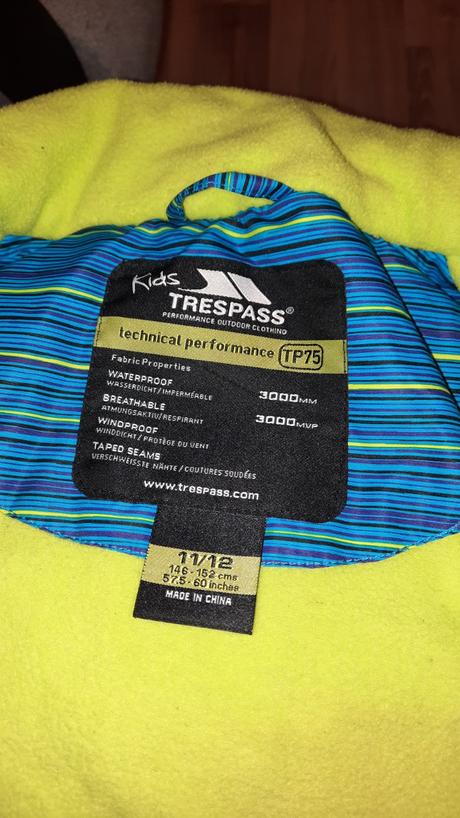 Kids
TRESPASS®
PERFORMANCE OUTDOOR CLOTHING
technical performance TP75
Fabric Properties
WATERPROOF
WASSERDICHT/IMPERMÉABLE 3000MM
BREATHABLE
ATMUNGSAKTIV/RESPIRANT 3000MVP
WINDPROOF
WINDDICHT/PROTÈGE DU VENT
TAPED SEAMS
VERSCHWEISSTE NÄHTE/COUTURES SOUDÉES
www.trespass.com
11/12
146-152 cms
57.5-60 inches
MADE IN CHINA